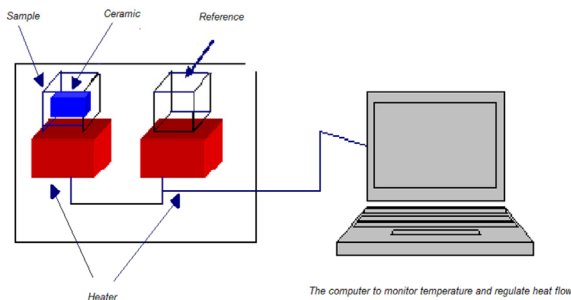 Sample
Ceramic
Reference
Heater
The computer to monitor temperature and regulate heat flow